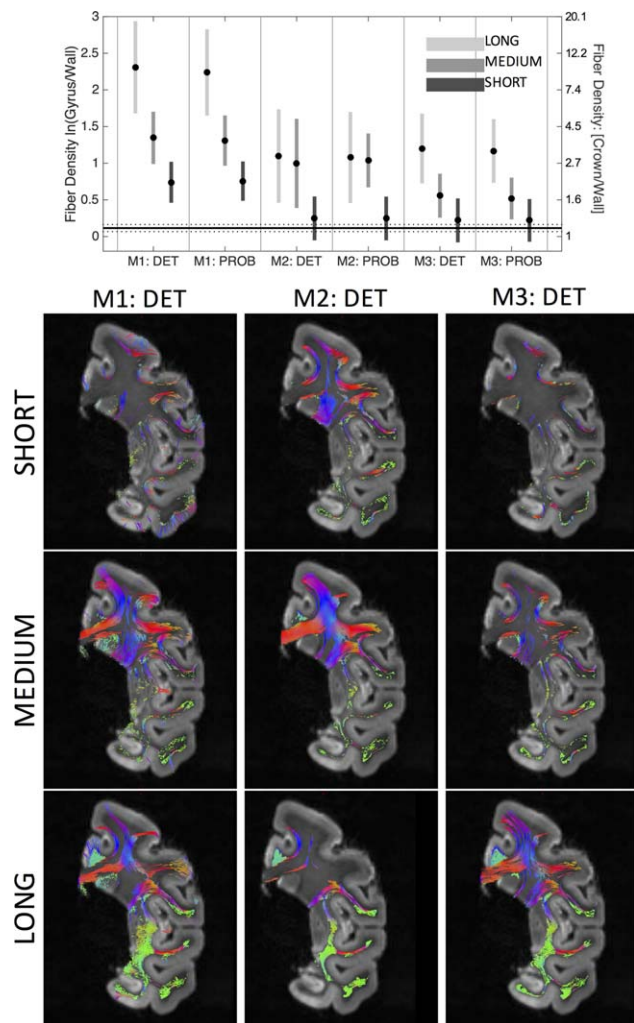 3
2.5
2
1.5
1
0.5
0
Fiber Density ln(Gyrus/Wall)
LONG
MEDIUM
SHORT
20.1
12.2
7.4
4.5
2.7
1.6
1
Fiber Density: [Crown/Wall]
M1: DET M1: PROB M2: DET M2: PROB M3: DET M3: PROB
M1: DET M2: DET M3: DET
SHORT
MEDIUM
LONG